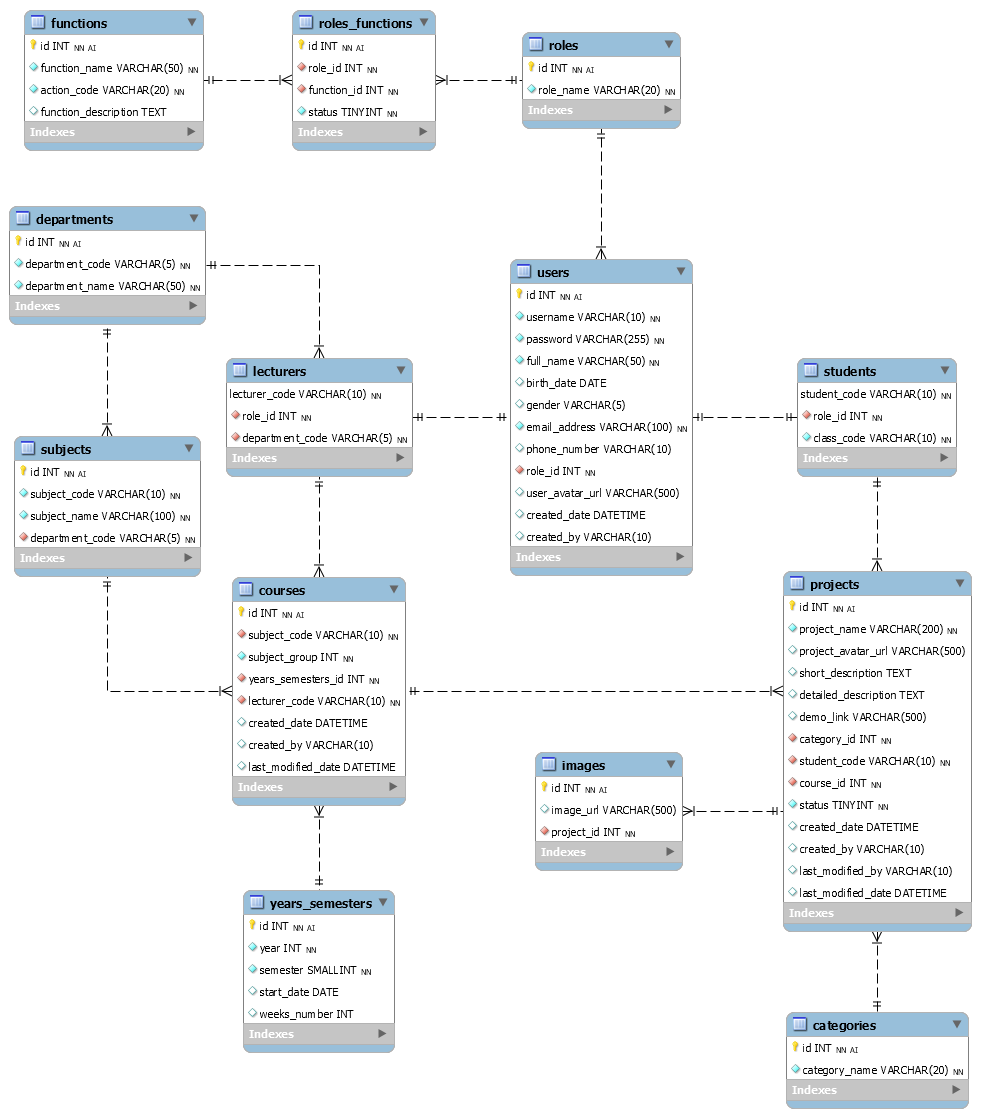 functions
id INT NN AI
function_name VARCHAR(50) NN
action_code VARCHAR(20) NN
function_description TEXT
Indexes
roles_functions
id INT NN AI
role_id INT NN
function_id INT NN
status TINYINT NN
Indexes
roles
id INT NN AI
role_name VARCHAR(20) NN
Indexes
departments
id INT NN AI
department_code VARCHAR(5) NN
department_name VARCHAR(50) NN
Indexes
users
id INT NN AI
username VARCHAR(10) NN
password VARCHAR(255) NN
full_name VARCHAR(50) NN
birth_date DATE
gender VARCHAR(5)
email_address VARCHAR(100) NN
phone_number VARCHAR(10)
role_id INT NN
user_avatar_url VARCHAR(500)
created_date DATETIME
created_by VARCHAR(10)
Indexes
lecturers
lecturer_code VARCHAR(10) NN
role_id INT NN
department_code VARCHAR(5) NN
Indexes
students
student_code VARCHAR(10) NN
role_id INT NN
class_code VARCHAR(10) NN
Indexes
subjects
id INT NN AI
subject_code VARCHAR(10) NN
subject_name VARCHAR(100) NN
department_code VARCHAR(5) NN
Indexes
courses
id INT NN AI
subject_code VARCHAR(10) NN
subject_group INT NN
years_semesters_id INT NN
lecturer_code VARCHAR(10) NN
created_date DATETIME
created_by VARCHAR(10)
last_modified_date DATETIME
Indexes
projects
id INT NN AI
project_name VARCHAR(200) NN
project_avatar_url VARCHAR(500)
short_description TEXT
detailed_description TEXT
demo_link VARCHAR(500)
category_id INT NN
student_code VARCHAR(10) NN
course_id INT NN
status TINYINT NN
created_date DATETIME
created_by VARCHAR(10)
last_modified_by VARCHAR(10)
last_modified_date DATETIME
Indexes
images
id INT NN AI
image_url VARCHAR(500)
project_id INT NN
Indexes
years_semesters
id INT NN AI
year INT NN
semester SMALLINT NN
start_date DATE
weeks_number INT
Indexes
categories
id INT NN AI
category_name VARCHAR(20) NN
Indexes